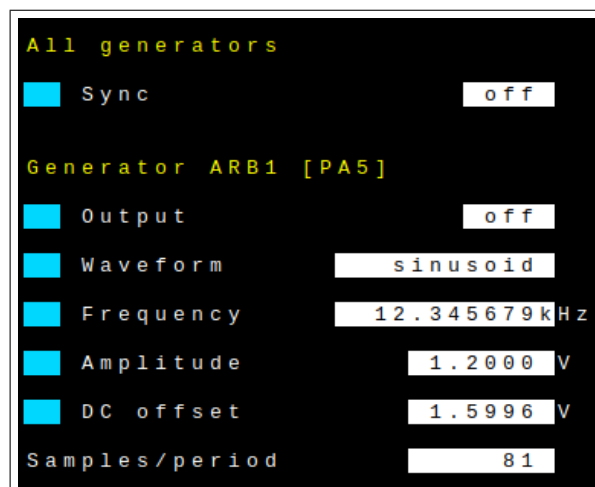 All generators
Sync off
Generator ARB1 [PA5]
Output off
Waveform sinusoid
Frequency 12.345679kHz
Amplitude 1.2000 V
DC offset 1.5996 V
Samples/period 81